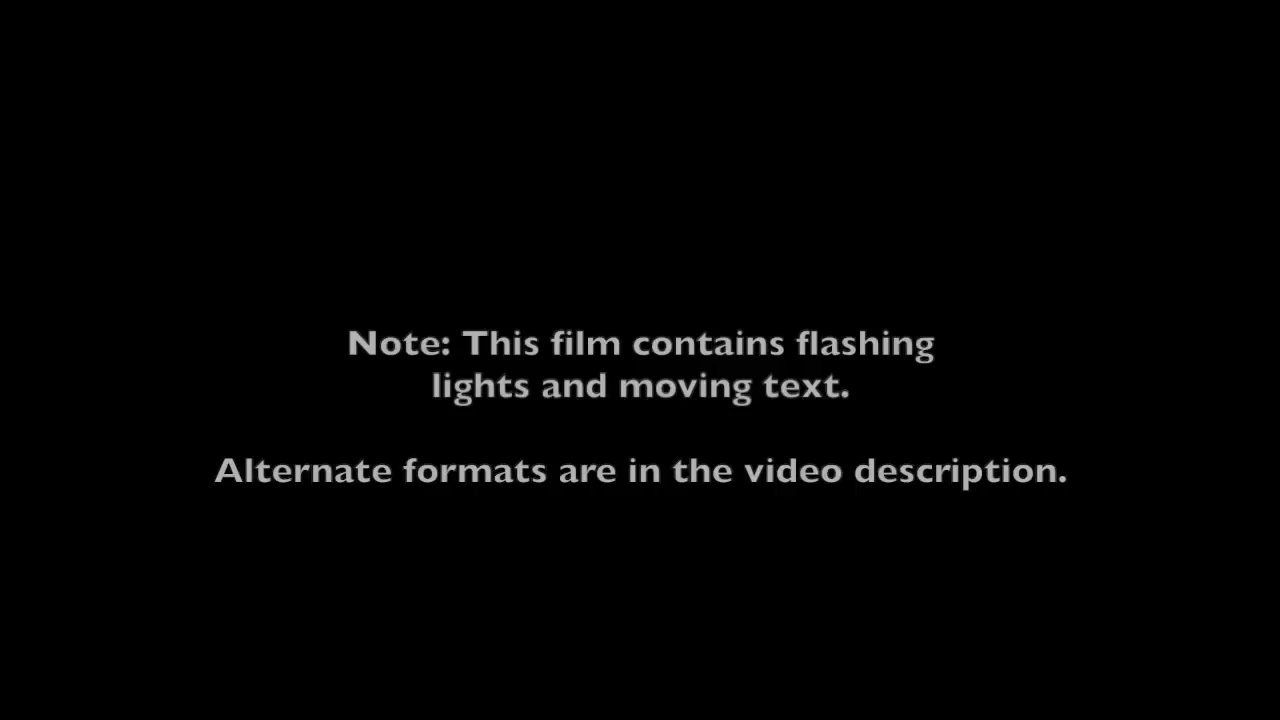 Note: This film contains flashing
lights and moving text.
Alternate formats are in the video description.